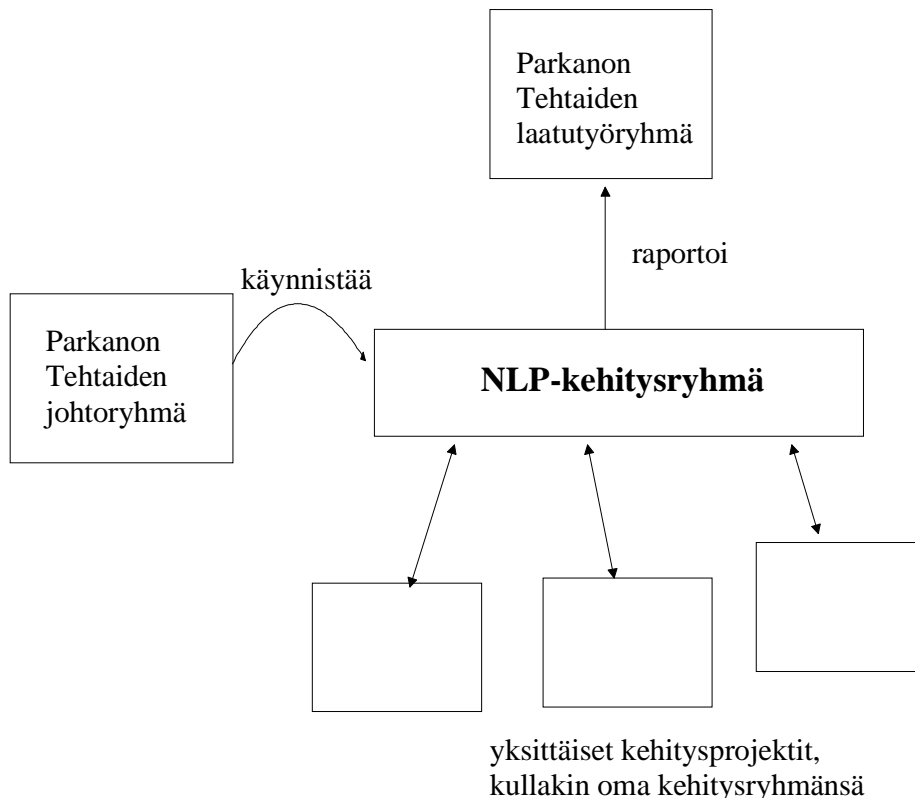 Parkanon
Tehtaiden
laatutyöryhmä
raportoi
käynnistää
Parkanon
Tehtaiden
johtoryhmä
NLP-kehitysryhmä
yksittäiset kehitysprojektit,
kullakin oma kehitysryhmänsä